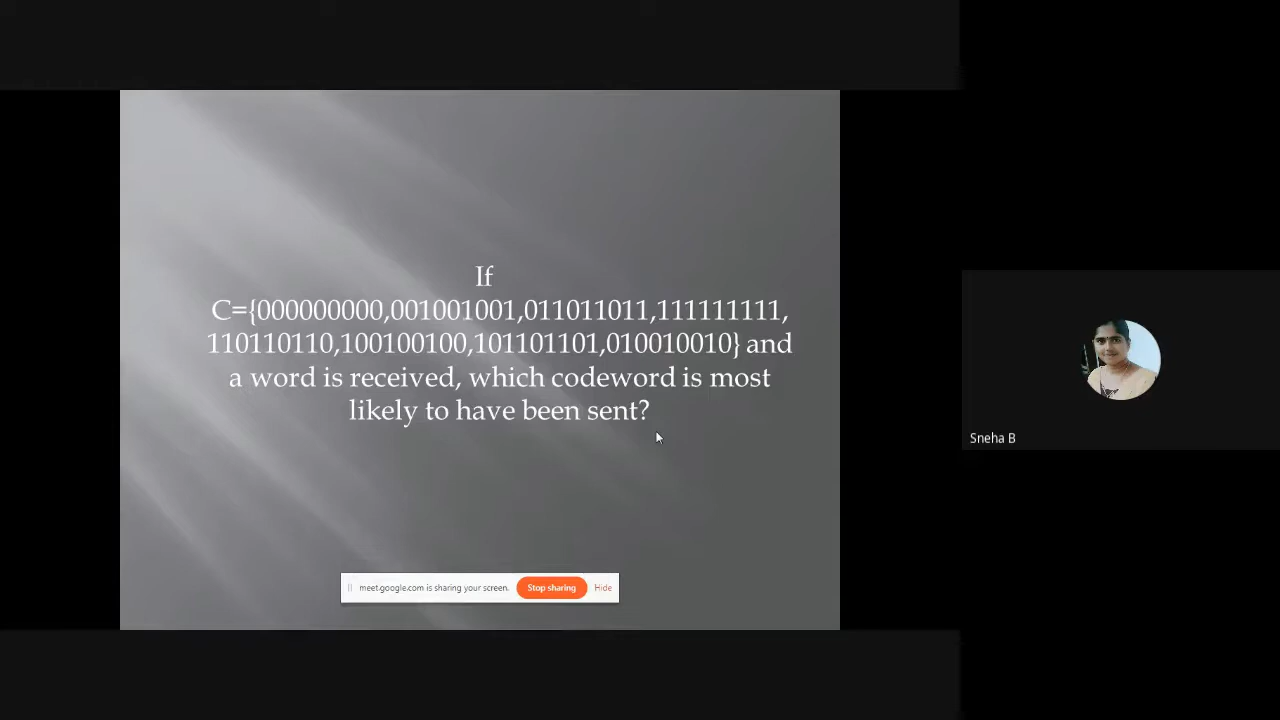 If
C={000000000,001001001,011011011,111111111,
110110110,100100100,101101101,010010010} and
a word is received, which codeword is most
likely to have been sent?
Sneha B
meet.google.com is sharing your screen.
Stop sharing
Hide